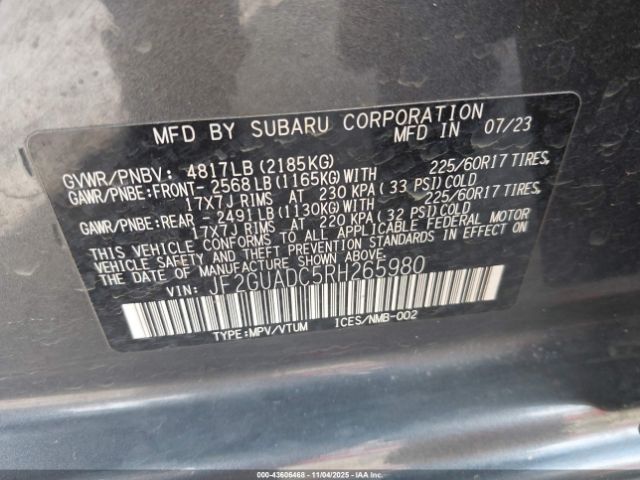 MFD BY SUBARU CORPORATION
MFD IN 07/23
GVWR/PNBV: 4817LB (2185KG)
GAWR/PNBE:FRONT- 2568LB (1165KG) WITH 225/60R17 TIRES,
17X7J RIMS AT 230 KPA (33 PSI) COLD
GAWR/PNBE:REAR - 2491LB (1130KG) WITH 225/60R17 TIRES,
17X7J RIMS AT 220 KPA (32 PSI) COLD
THIS VEHICLE CONFORMS TO ALL APPLICABLE FEDERAL MOTOR
VEHICLE SAFETY AND THEFT PREVENTION STANDARDS IN EFFECT
ON THE DATE OF MANUFACTURE SHOWN ABOVE.
VIN: JF2GUADC5RH265980
TYPE:MPV/VTUM ICES/NMB-002
000-43606468 - 11/04/2025 - IAA Inc.